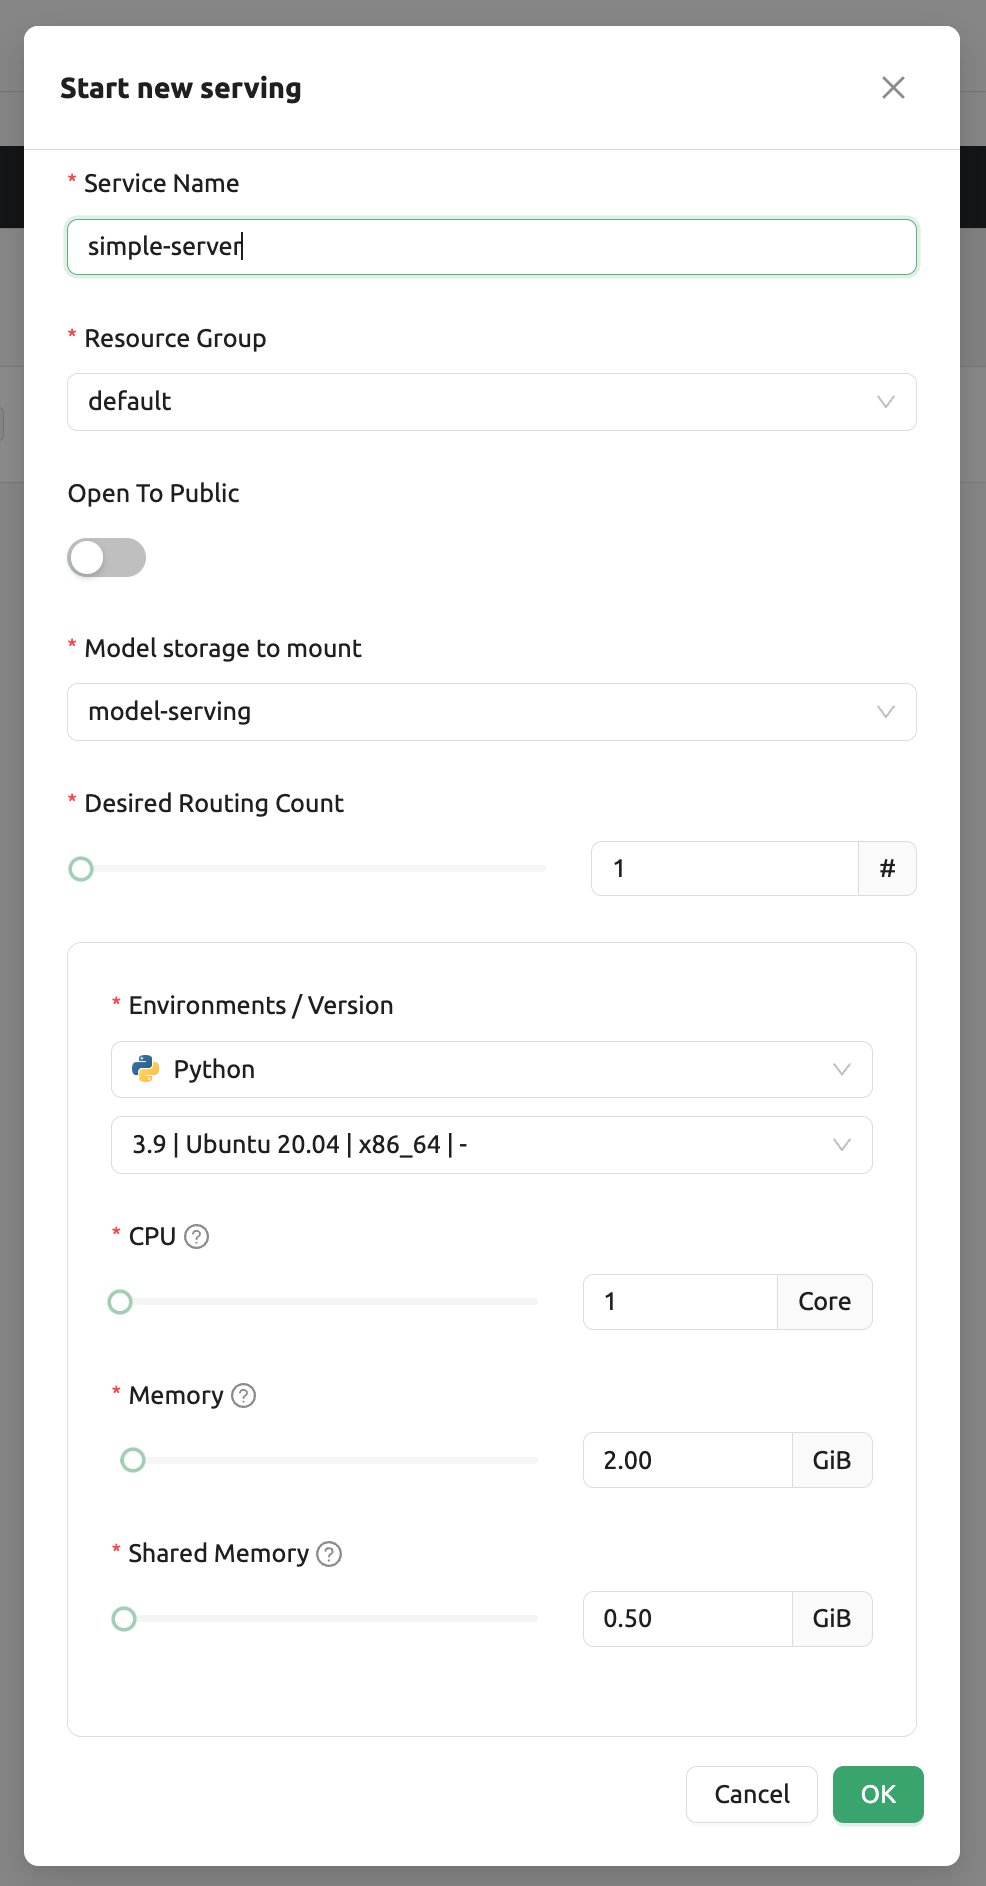 Start new serving
* Service Name
simple-server
* Resource Group
default
Open To Public
* Model storage to mount
model-serving
* Desired Routing Count
1 #
* Environments / Version
Python
3.9 | Ubuntu 20.04 | x86_64 | -
* CPU ?
1 Core
* Memory ?
2.00 GiB
* Shared Memory ?
0.50 GiB
Cancel OK